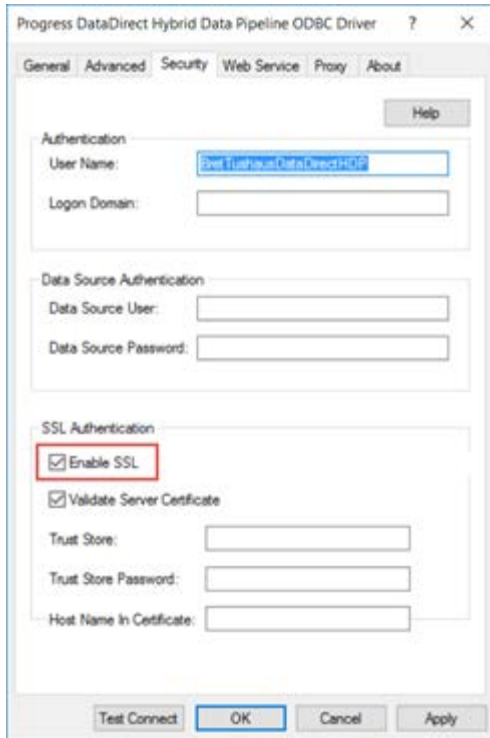 Progress DataDirect Hybrid Data Pipeline ODBC Driver ? ×
General Advanced Security Web Service Proxy About
Help
Authentication
User Name: BretTushausDataDirectHDP
Logon Domain:
Data Source Authentication
Data Source User:
Data Source Password:
SSL Authentication
Enable SSL
Validate Server Certificate
Trust Store:
Trust Store Password:
Host Name In Certificate:
Test Connect OK Cancel Apply